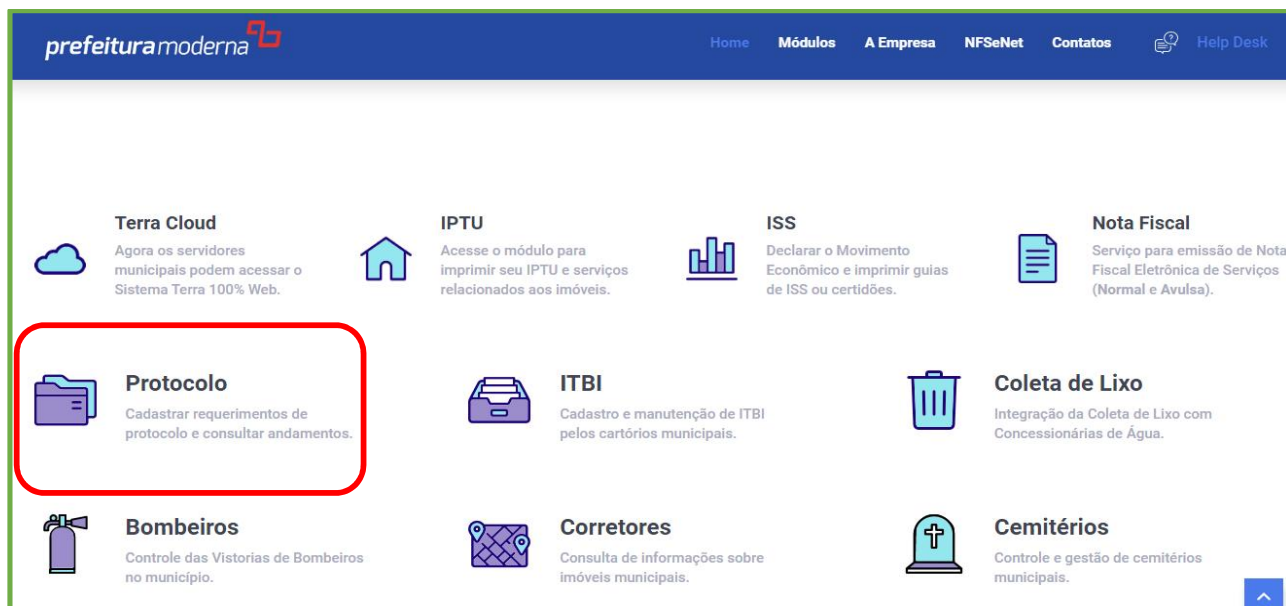 prefeituramoderna
Home Módulos A Empresa NFSeNet Contatos Help Desk
Terra Cloud
Agora os servidores
municipais podem acessar o
Sistema Terra 100% Web.
IPTU
Acesse o módulo para
imprimir seu IPTU e serviços
relacionados aos imóveis.
ISS
Declarar o Movimento
Econômico e imprimir guias
de ISS ou certidões.
Nota Fiscal
Serviço para emissão de Nota
Fiscal Eletrônica de Serviços
(Normal e Avulsa).
Protocolo
Cadastrar requerimentos de
protocolo e consultar andamentos.
ITBI
Cadastro e manutenção de ITBI
pelos cartórios municipais.
Coleta de Lixo
Integração da Coleta de Lixo com
Concessionárias de Água.
Bombeiros
Controle das Vistorias de Bombeiros
no município.
Corretores
Consulta de informações sobre
imóveis municipais.
Cemitérios
Controle e gestão de cemitérios
municipais.